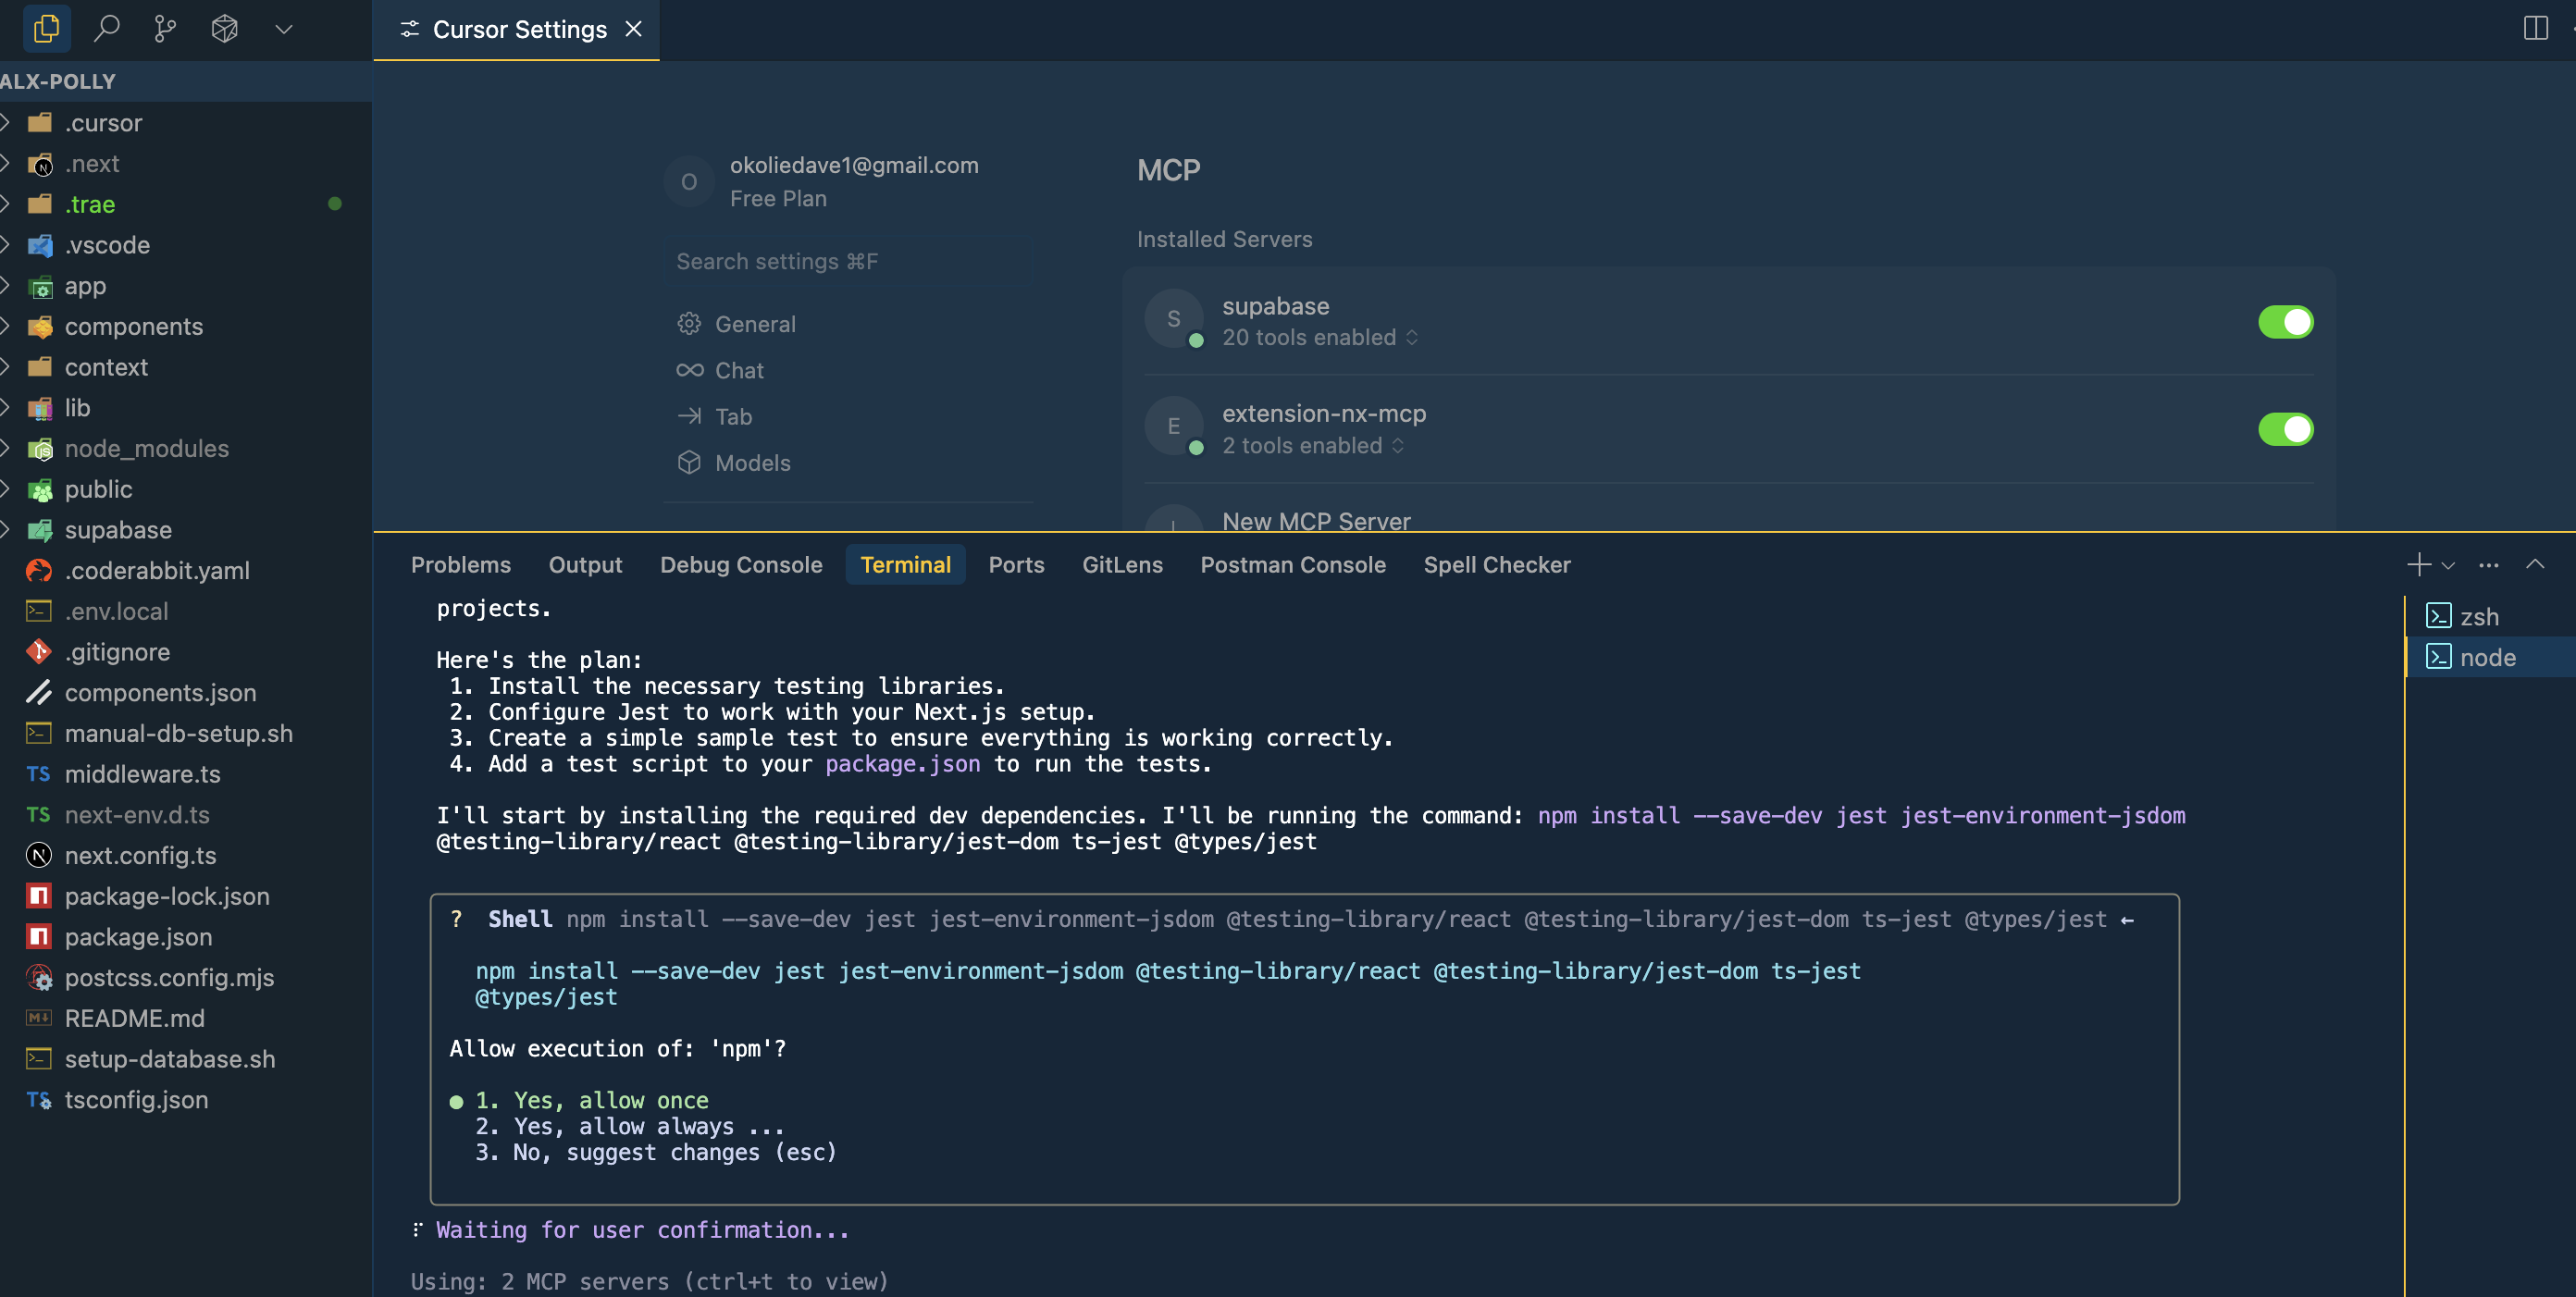 Cursor Settings
ALX-POLLY
.cursor
.next
.trae
.vscode
app
components
context
lib
node_modules
public
supabase
.coderabbit.yaml
.env.local
.gitignore
components.json
manual-db-setup.sh
TS middleware.ts
TS next-env.d.ts
N next.config.ts
package-lock.json
package.json
postcss.config.mjs
README.md
setup-database.sh
TS tsconfig.json
O
okoliedave1@gmail.com
Free Plan
Search settings ⌘F
General
Chat
Tab
Models
MCP
Installed Servers
S
supabase
20 tools enabled
E
extension-nx-mcp
2 tools enabled
New MCP Server
Problems Output Debug Console Terminal Ports GitLens Postman Console Spell Checker
zsh
node
projects.
Here's the plan:
1. Install the necessary testing libraries.
2. Configure Jest to work with your Next.js setup.
3. Create a simple sample test to ensure everything is working correctly.
4. Add a test script to your package.json to run the tests.
I'll start by installing the required dev dependencies. I'll be running the command: npm install --save-dev jest jest-environment-jsdom
@testing-library/react @testing-library/jest-dom ts-jest @types/jest
? Shell npm install --save-dev jest jest-environment-jsdom @testing-library/react @testing-library/jest-dom ts-jest @types/jest ←
npm install --save-dev jest jest-environment-jsdom @testing-library/react @testing-library/jest-dom ts-jest
@types/jest
Allow execution of: 'npm'?
● 1. Yes, allow once
2. Yes, allow always ...
3. No, suggest changes (esc)
⠏ Waiting for user confirmation...
Using: 2 MCP servers (ctrl+t to view)